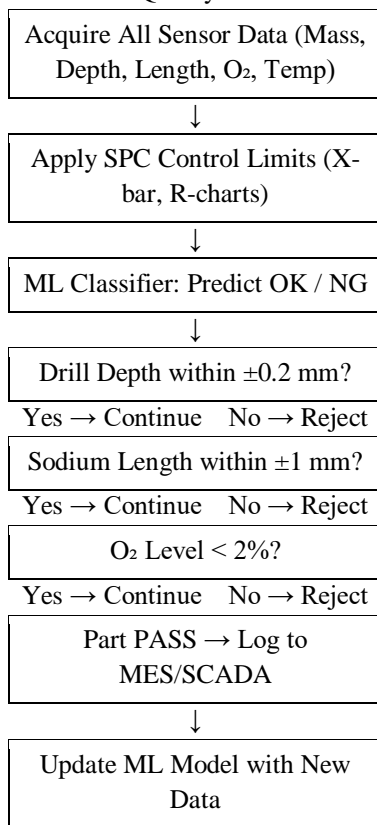 Acquire All Sensor Data (Mass,
Depth, Length, O₂, Temp)
↓
Apply SPC Control Limits (X-
bar, R-charts)
↓
ML Classifier: Predict OK / NG
↓
Drill Depth within ±0.2 mm?
Yes → Continue No → Reject
Sodium Length within ±1 mm?
Yes → Continue No → Reject
O₂ Level < 2%?
Yes → Continue No → Reject
Part PASS → Log to
MES/SCADA
↓
Update ML Model with New
Data